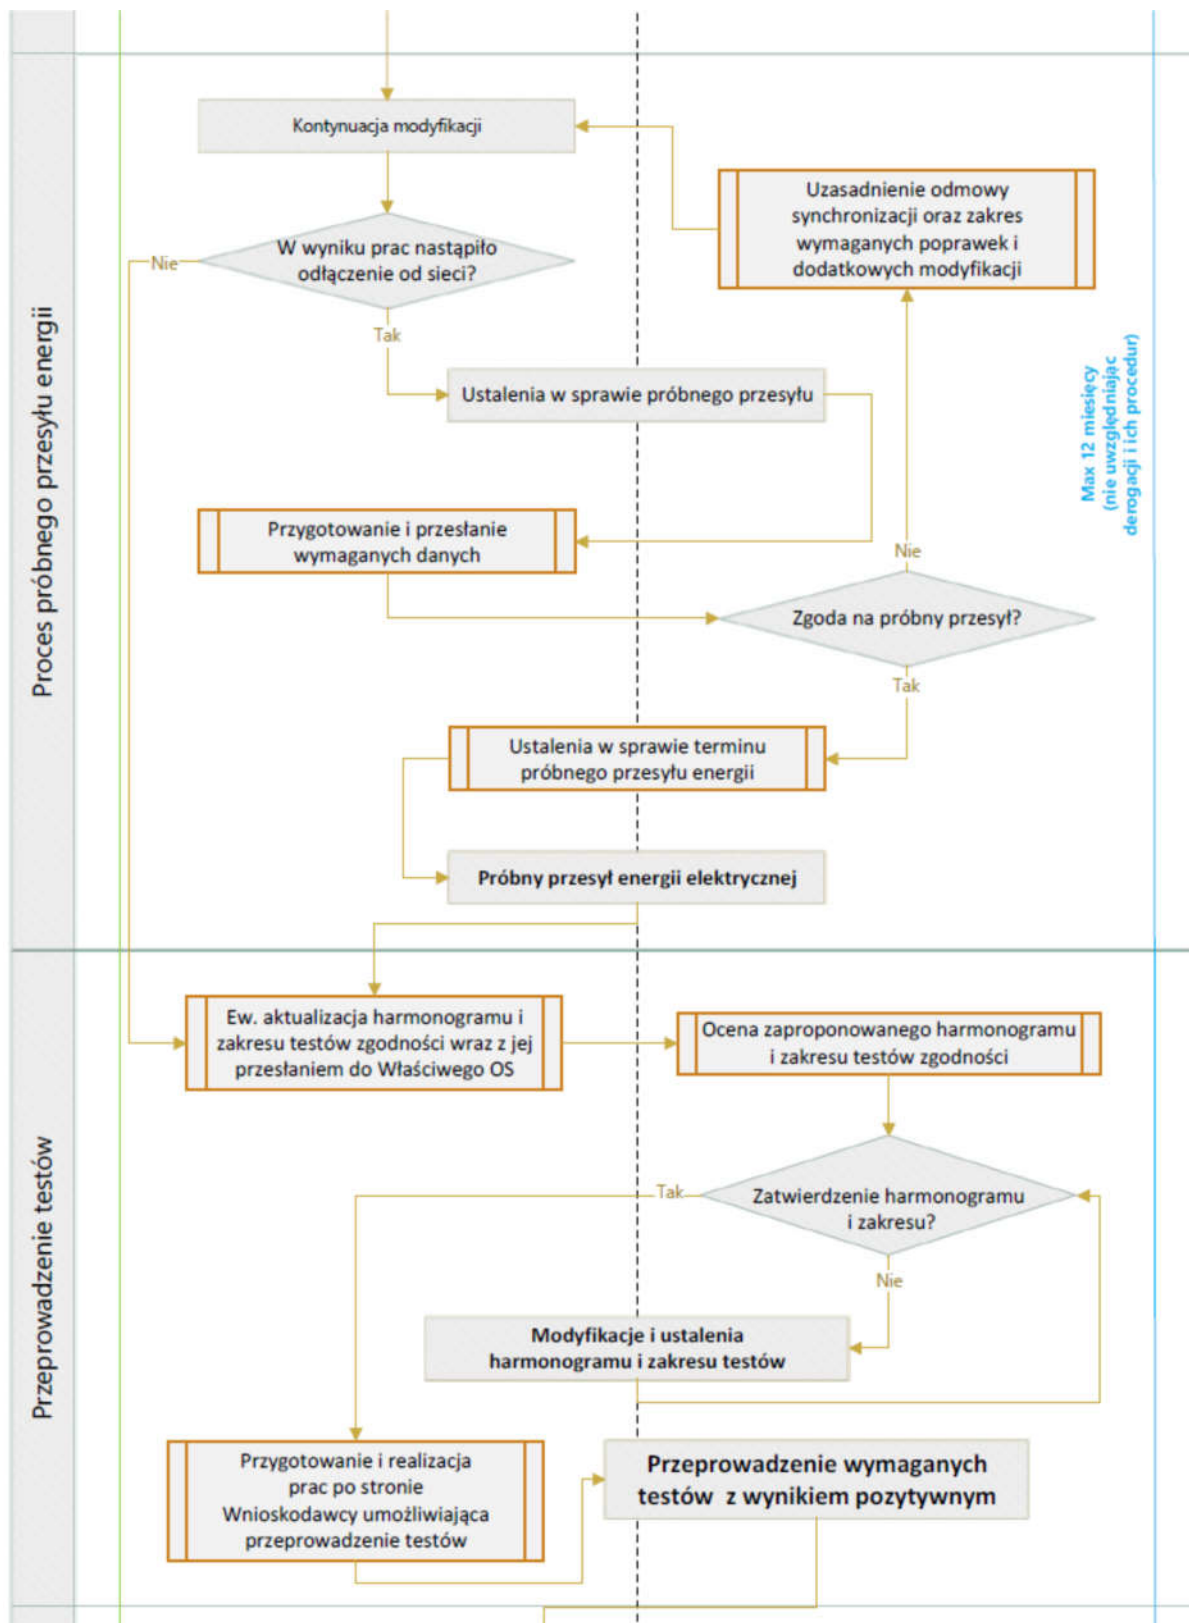 Proces próbnego przesyłu energii
Kontynuacja modyfikacji
Uzasadnienie odmowy
synchronizacji oraz zakres
wymaganych poprawek i
dodatkowych modyfikacji
W wyniku prac nastąpiło
odłączenie od sieci?
Nie
Tak
Ustalenia w sprawie próbnego przesyłu
Max 12 miesięcy
(nie uwzględniając
derogacji i ich procedur)
Przygotowanie i przesłanie
wymaganych danych
Nie
Zgoda na próbny przesył?
Tak
Ustalenia w sprawie terminu
próbnego przesyłu energii
Próbny przesył energii elektrycznej
Przeprowadzenie testów
Ew. aktualizacja harmonogramu i
zakresu testów zgodności wraz z jej
przesłaniem do Właściwego OS
Ocena zaproponowanego harmonogramu
i zakresu testów zgodności
Tak
Zatwierdzenie harmonogramu
i zakresu?
Nie
Modyfikacje i ustalenia
harmonogramu i zakresu testów
Przygotowanie i realizacja
prac po stronie
Wnioskodawcy umożliwiająca
przeprowadzenie testów
Przeprowadzenie wymaganych
testów z wynikiem pozytywnym